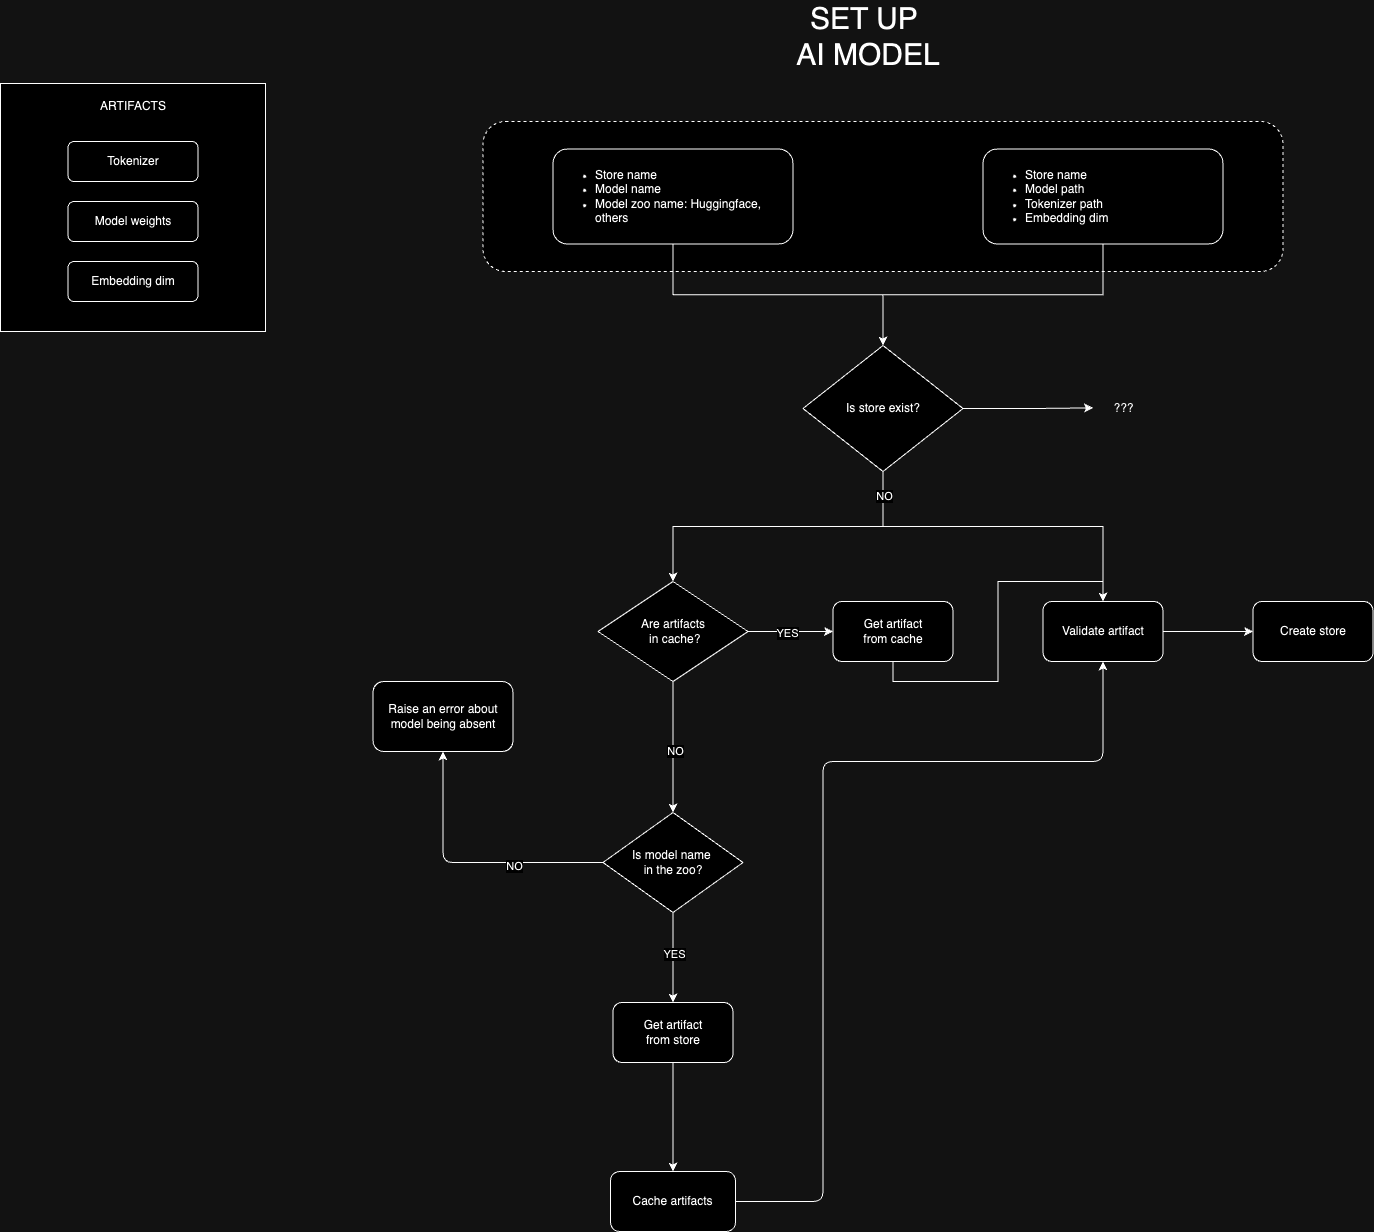 SET UP
AI MODEL
ARTIFACTS
Tokenizer
Model weights
Embedding dim
• Store name
• Model name
• Model zoo name: Huggingface,
others
• Store name
• Model path
• Tokenizer path
• Embedding dim
Is store exist?
???
NO
Are artifacts
in cache?
YES
Get artifact
from cache
Validate artifact
Create store
Raise an error about
model being absent
NO
Is model name
in the zoo?
NO
YES
Get artifact
from store
Cache artifacts